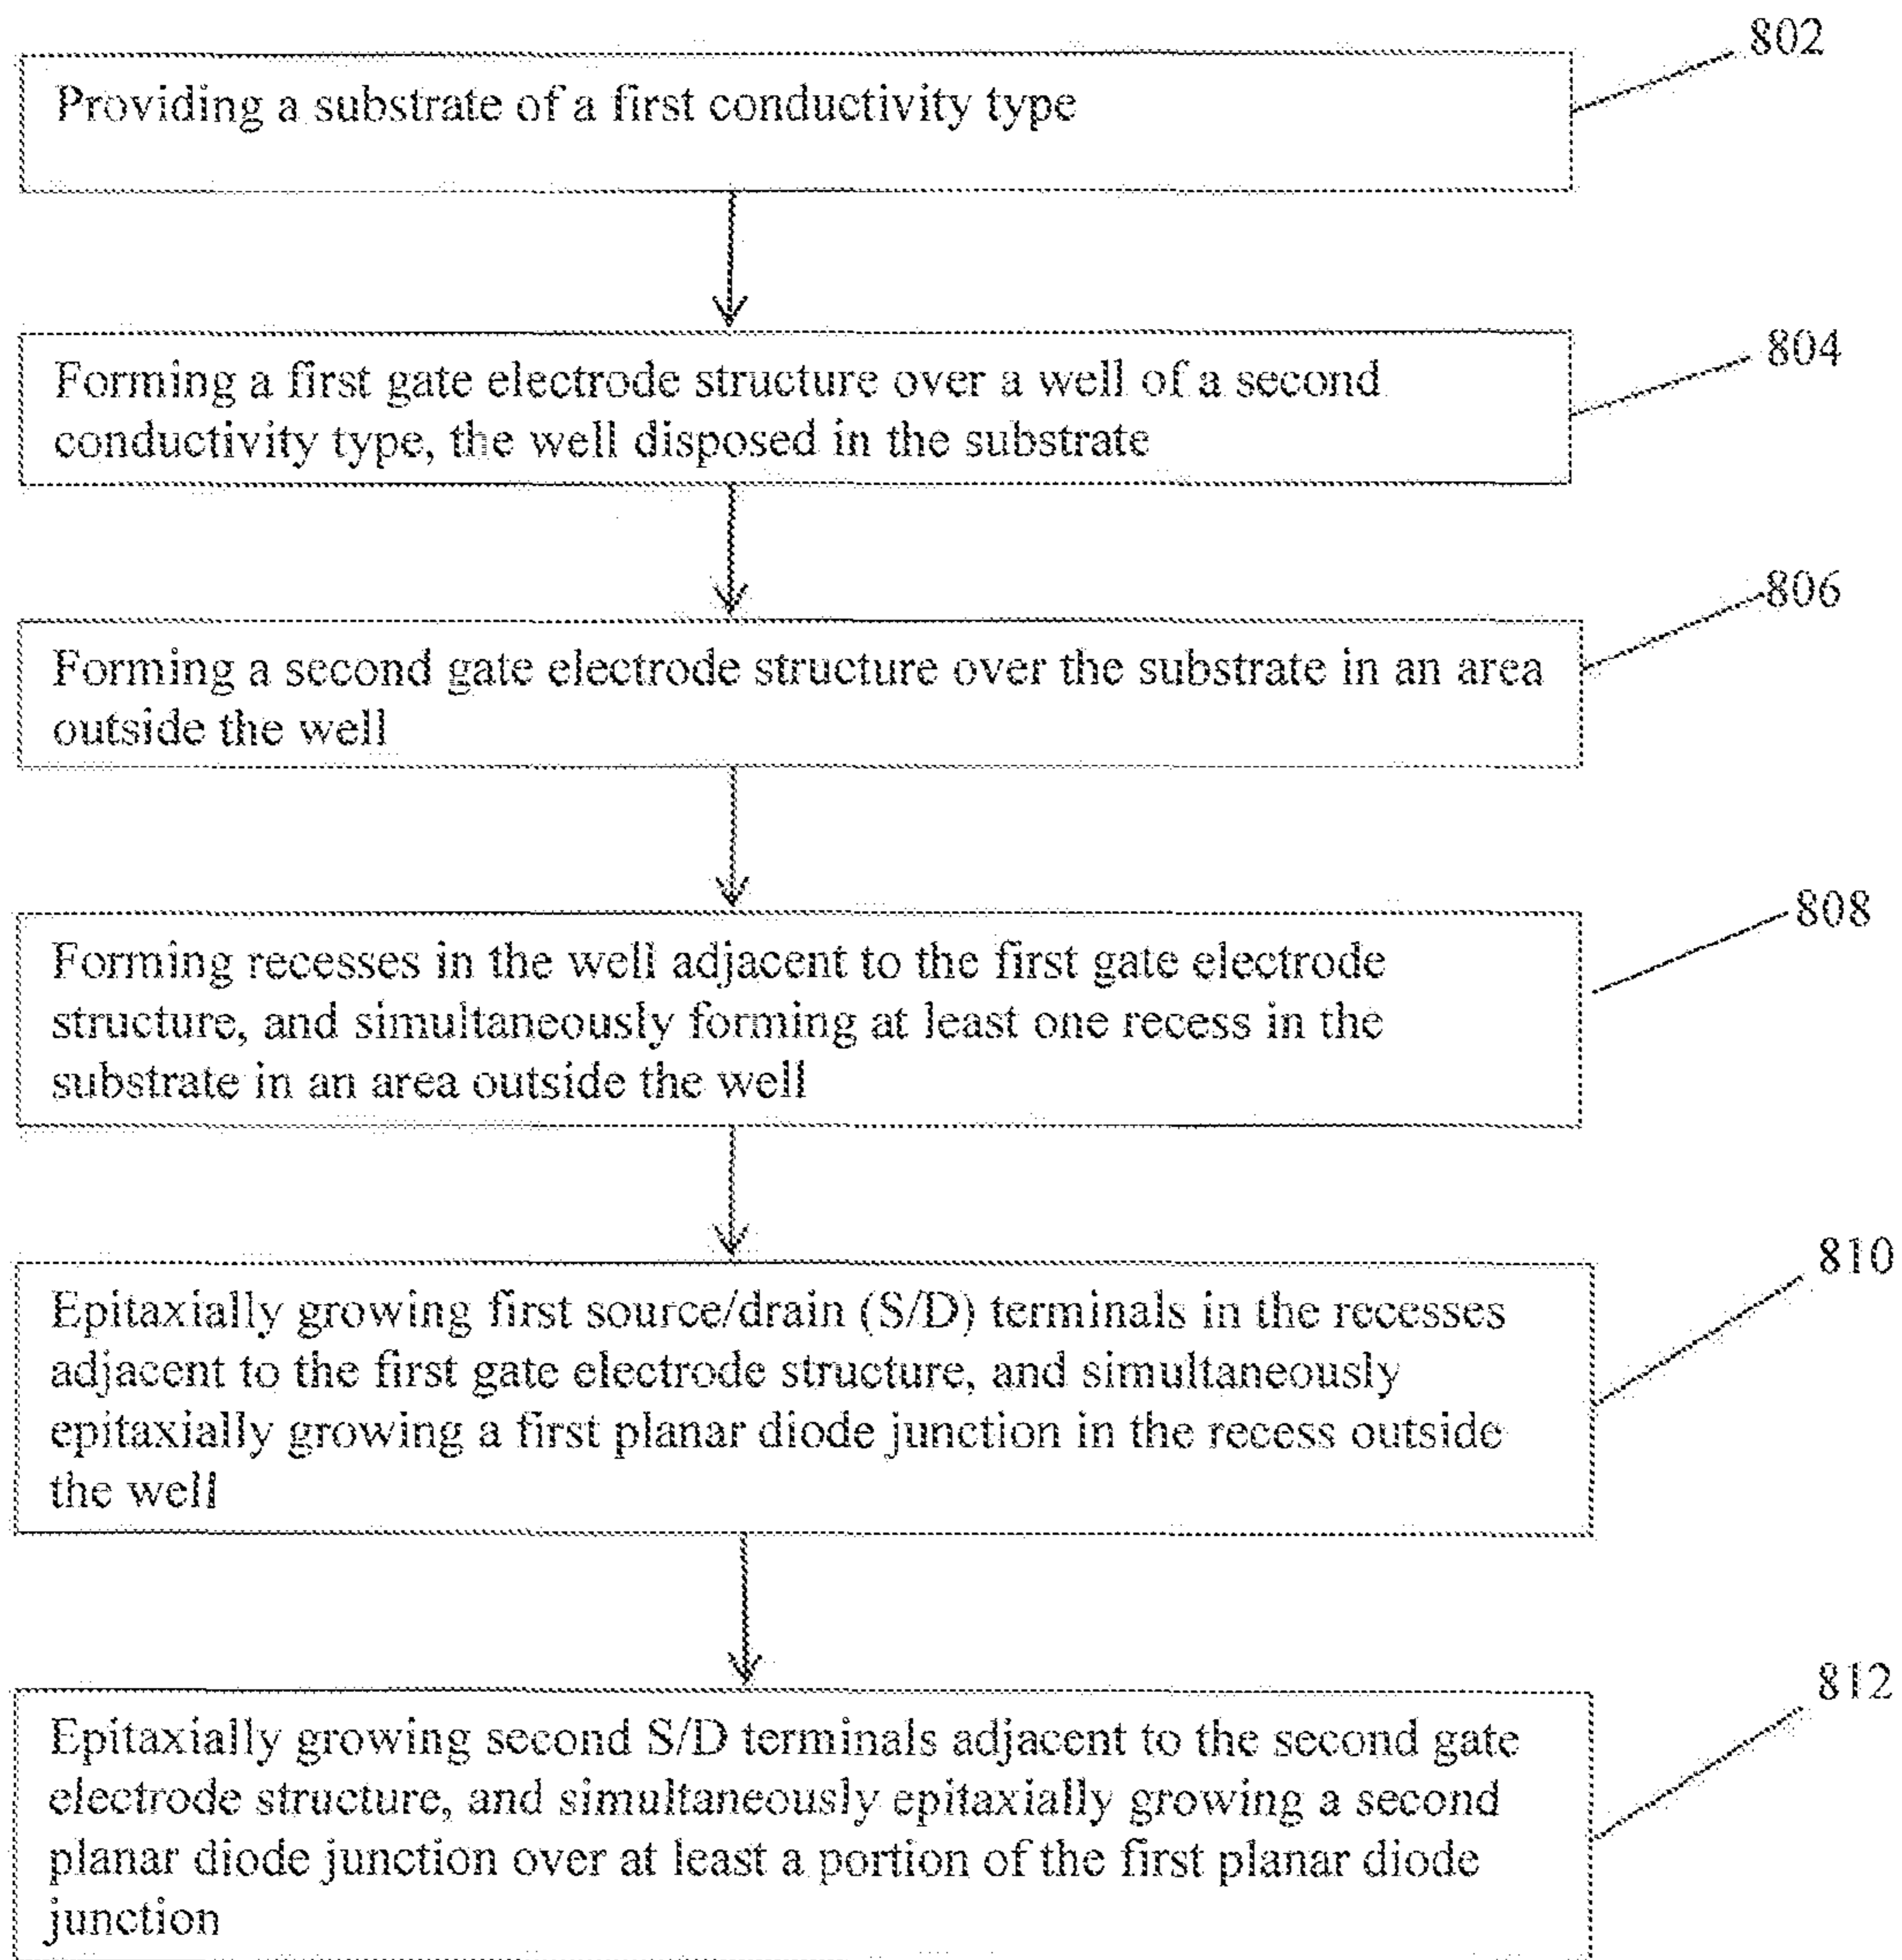 802
Providing a substrate of a first conductivity type
804
Forming a first gate electrode structure over a well of a second
conductivity type, the well disposed in the substrate
806
Forming a second gate electrode structure over the substrate in an area
outside the well
808
Forming recesses in the well adjacent to the first gate electrode
structure, and simultaneously forming at least one recess in the
substrate in an area outside the well
810
Epitaxially growing first source/drain (S/D) terminals in the recesses
adjacent to the first gate electrode structure, and simultaneously
epitaxially growing a first planar diode junction in the recess outside
the well
812
Epitaxially growing second S/D terminals adjacent to the second gate
electrode structure, and simultaneously epitaxially growing a second
planar diode junction over at least a portion of the first planar diode
junction